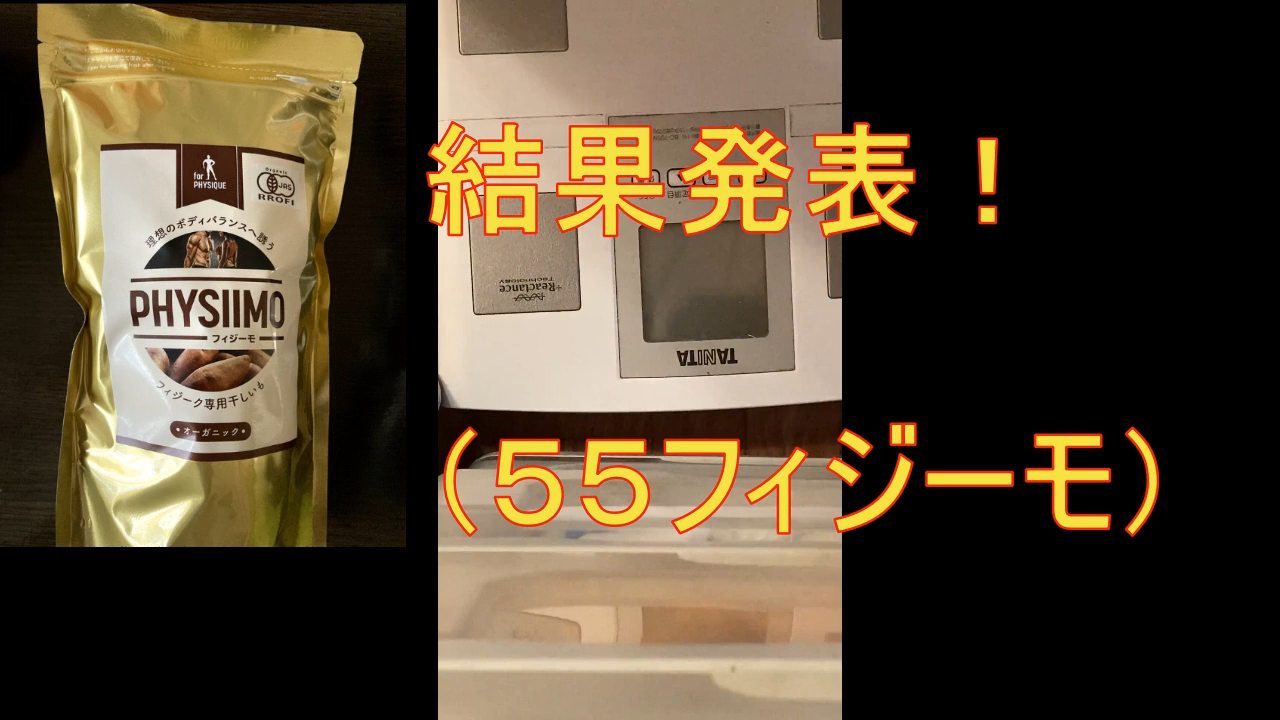 for
PHYSIQUE
Organic
JAS
RROFI
理想のボディバランスへ誘う
PHYSIIMO
フィジーモ
フィジーク専用干しいも
• オーガニック •
結果発表！
Reactance
Technology
TANITA
（55フィジーモ）